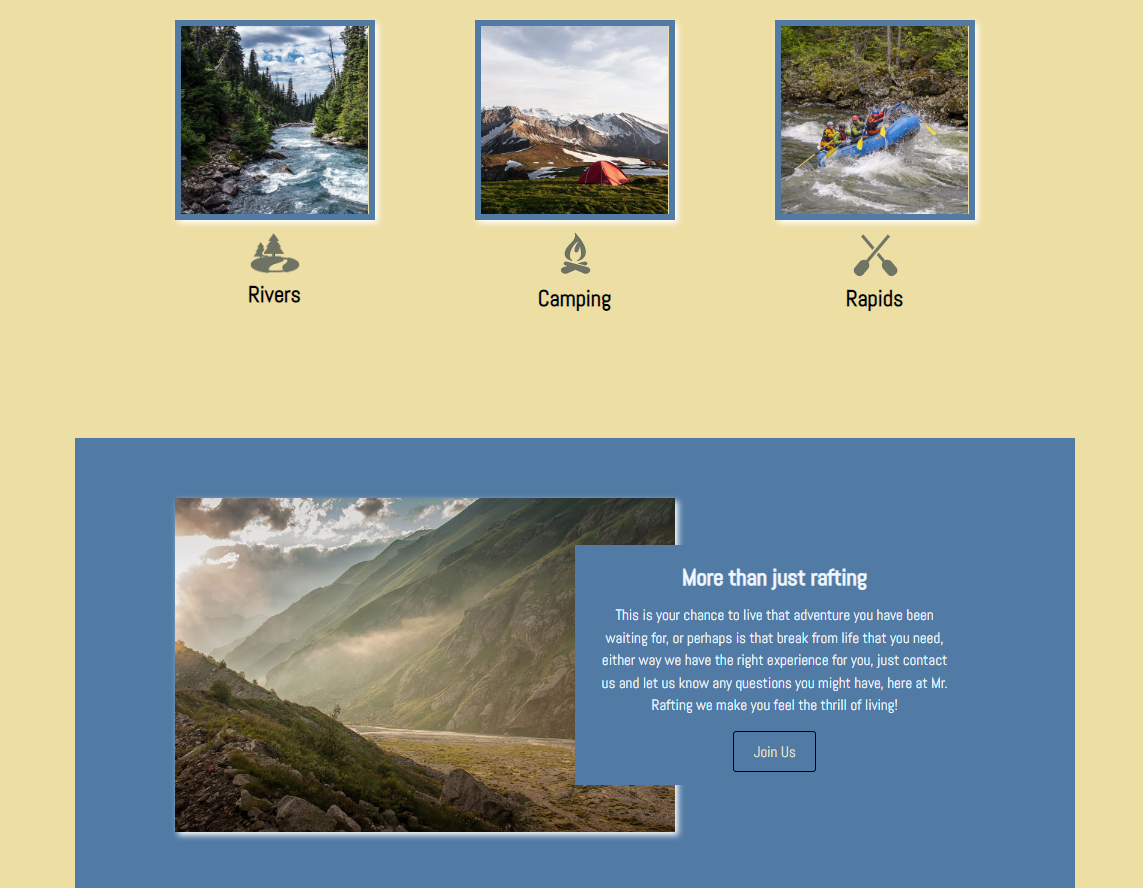 Rivers
Camping
Rapids
More than just rafting
This is your chance to live that adventure you have been
waiting for, or perhaps is that break from life that you need,
either way we have the right experience for you, just contact
us and let us know any questions you might have, here at Mr.
Rafting we make you feel the thrill of living!
Join Us